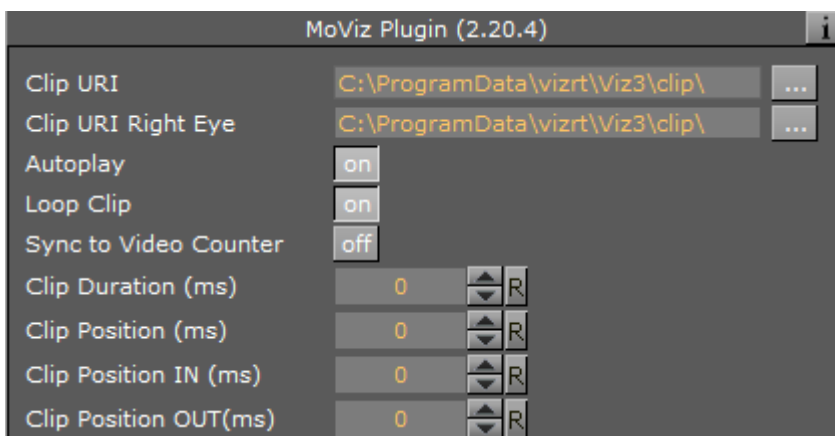 MoViz Plugin (2.20.4) i
Clip URI C:\ProgramData\vizrt\Viz3\clip\ ...
Clip URI Right Eye C:\ProgramData\vizrt\Viz3\clip\ ...
Autoplay on
Loop Clip on
Sync to Video Counter off
Clip Duration (ms) 0 R
Clip Position (ms) 0 R
Clip Position IN (ms) 0 R
Clip Position OUT(ms) 0 R